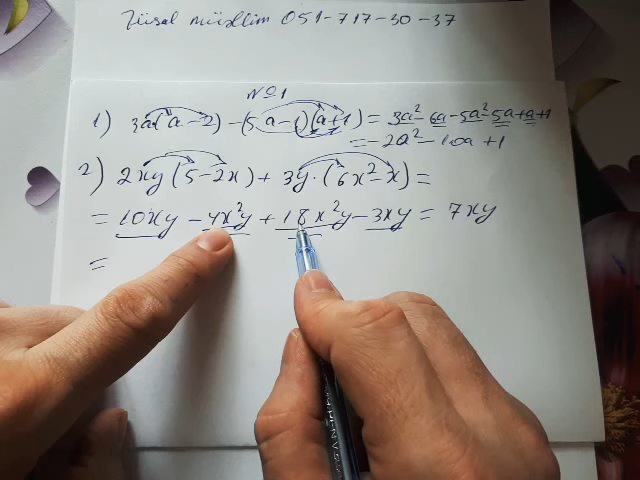 Züsal müəllim 051-717-30-37
№1
1) 3a(a-2)-(5a-1)(a+1)=3a²-6a-5a²-5a+a+1
=-2a²-10a+1
2) 2xy(5-2x)+3y·(6x²-x)=
=10xy-4x²y+18x²y-3xy=7xy
=